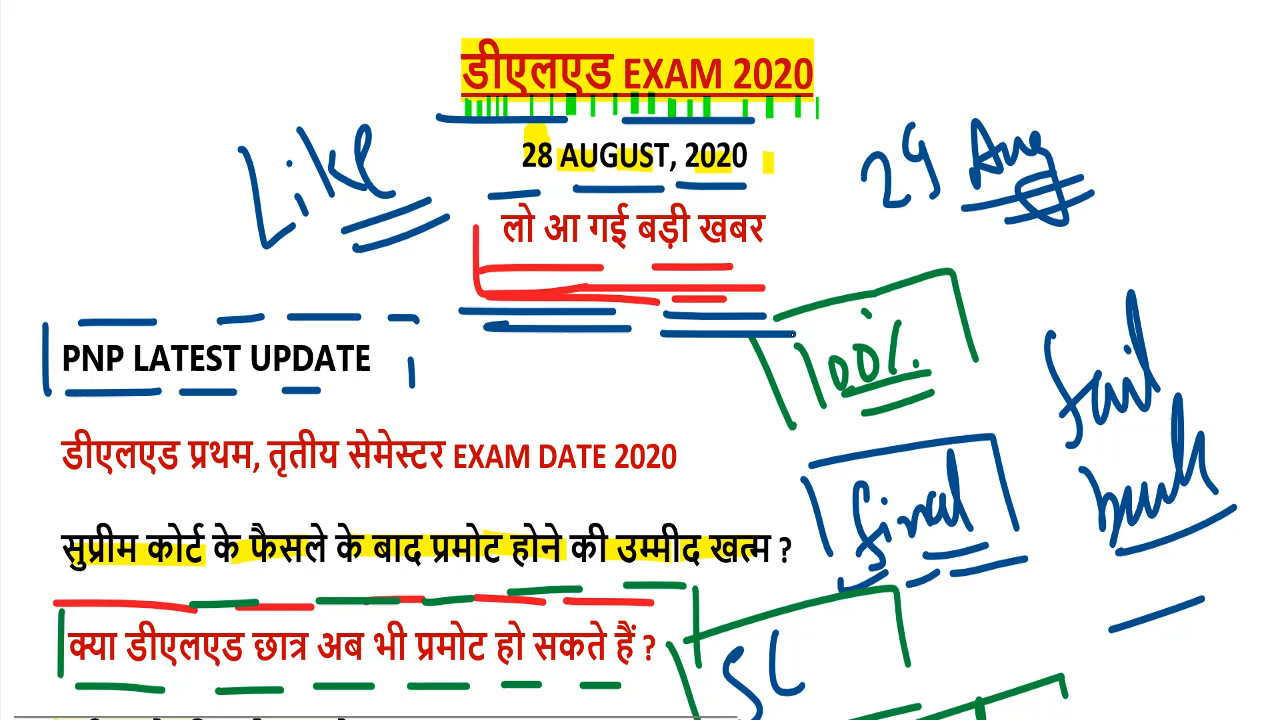 डीएलएड EXAM 2020
28 AUGUST, 2020
Like
29 Aug
लो आ गई बड़ी खबर
PNP LATEST UPDATE
100%
fail
डीएलएड प्रथम, तृतीय सेमेस्टर EXAM DATE 2020
final
सुप्रीम कोर्ट के फैसले के बाद प्रमोट होने की उम्मीद खत्म ?
क्या डीएलएड छात्र अब भी प्रमोट हो सकते हैं ?
SC